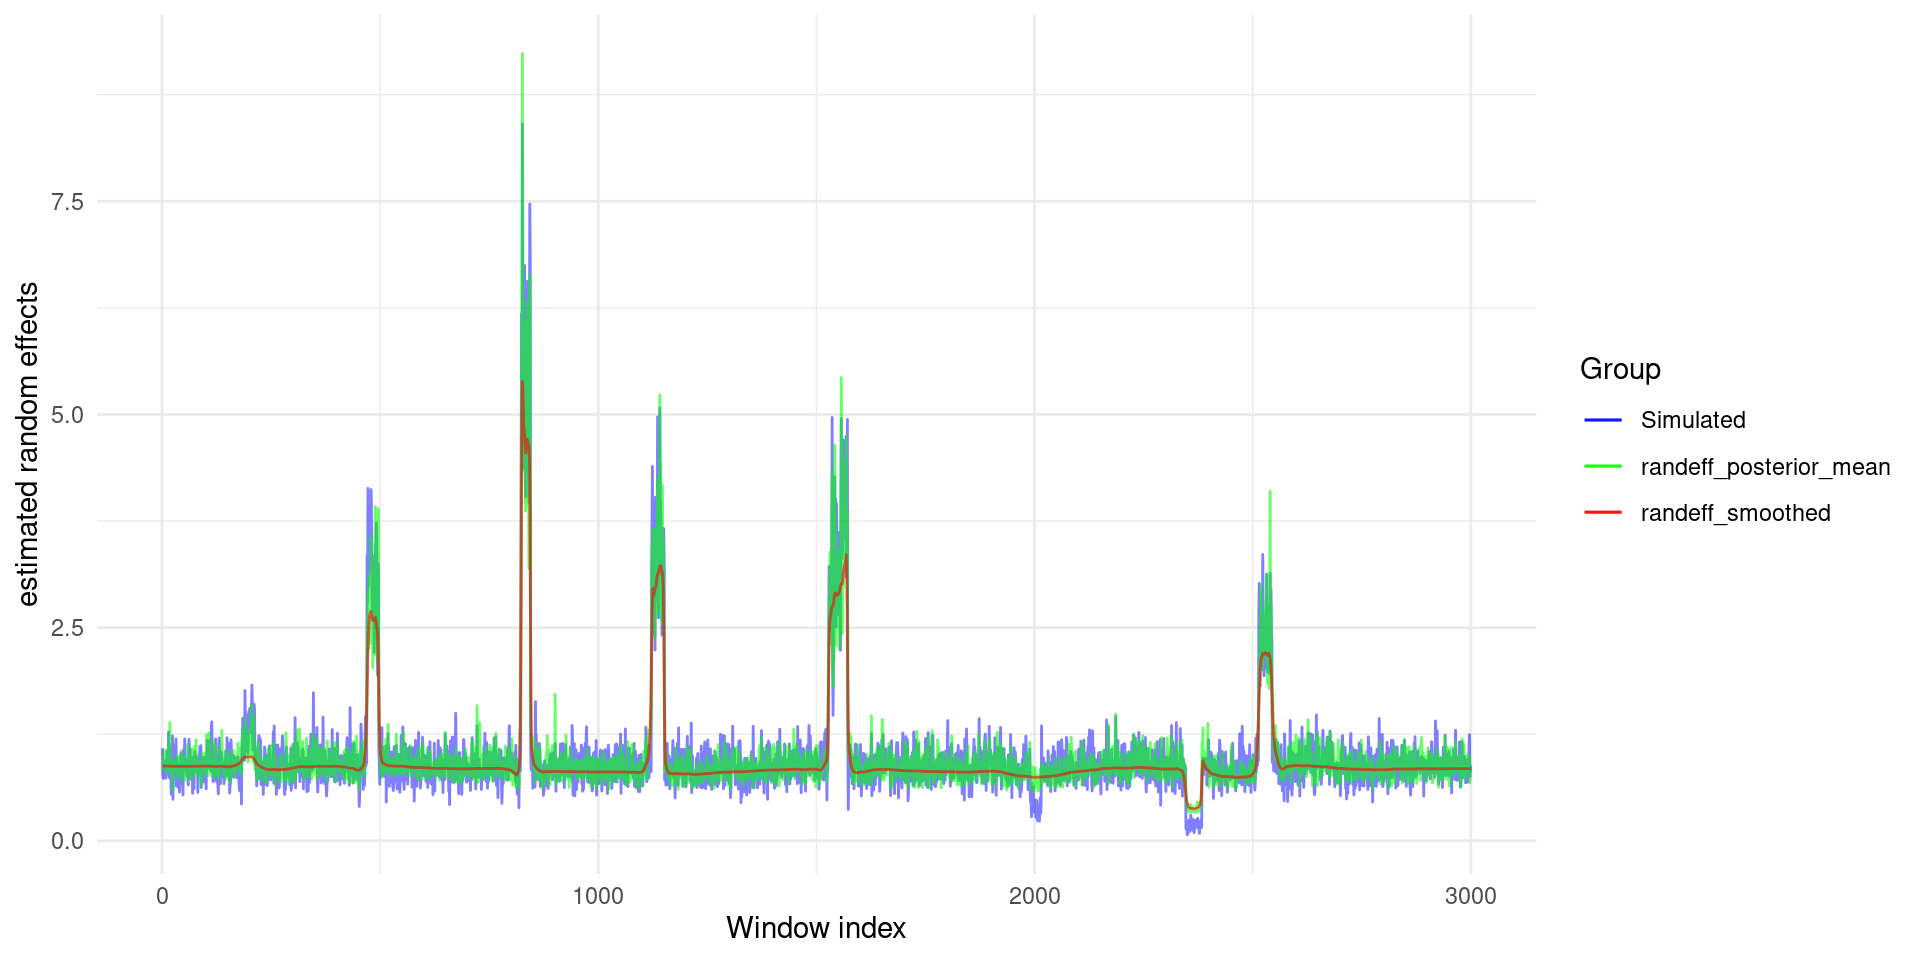 7.5
5.0
2.5
0.0
estimated random effects
0 1000 2000 3000
Window index
Group
Simulated
randeff_posterior_mean
randeff_smoothed